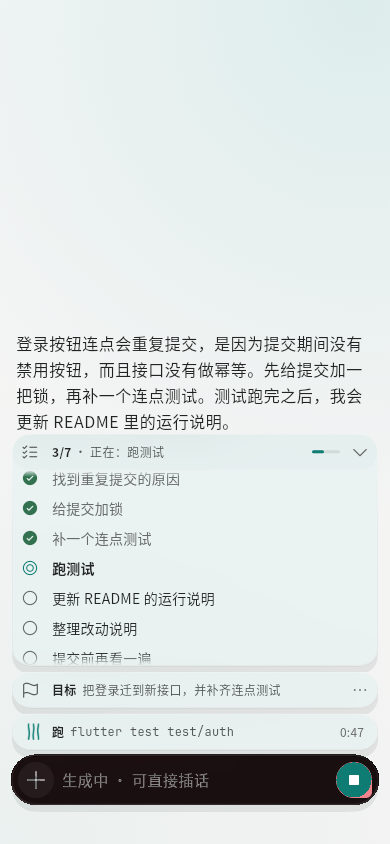 登录按钮连点会重复提交，是因为提交期间没有
禁用按钮，而且接口没有做幂等。先给提交加一
把锁，再补一个连点测试。测试跑完之后，我会
更新 README 里的运行说明。
3/7 · 正在：跑测试
找到重复提交的原因
给提交加锁
补一个连点测试
跑测试
更新 README 的运行说明
整理改动说明
提交前再看一遍
目标 把登录迁到新接口，并补齐连点测试 ···
跑 flutter test test/auth 0:47
生成中 · 可直接插话